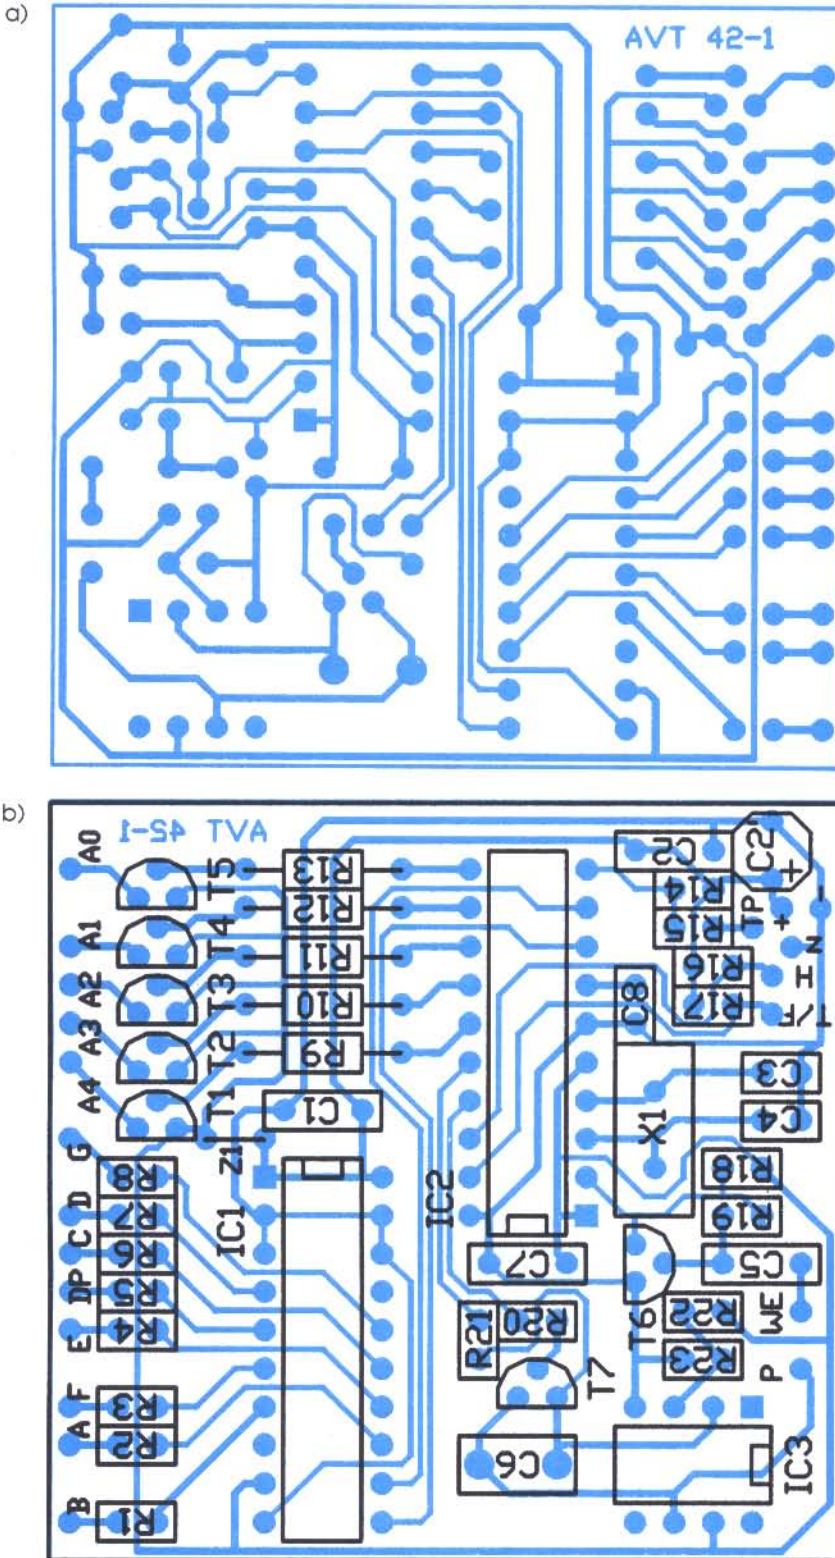 a)
AVT 42-1
b)
AVT 42-1
A0
T5
R13
C2
C2
+
A1
T4
R12
R14
R15
TP
+
-
A2
T3
R11
R16
IN
A3
T2
R10
C8
R17
T/F
A4
T1
R9
C3
C1
X1
C4
G
Z1
R8
IC1
IC2
R18
D
R7
R19
C
R6
C7
C5
DP
R5
T6
WE
E
R4
R21
R20
R22
R23
T7
P
F
R3
A
R2
C6
IC3
B
R1